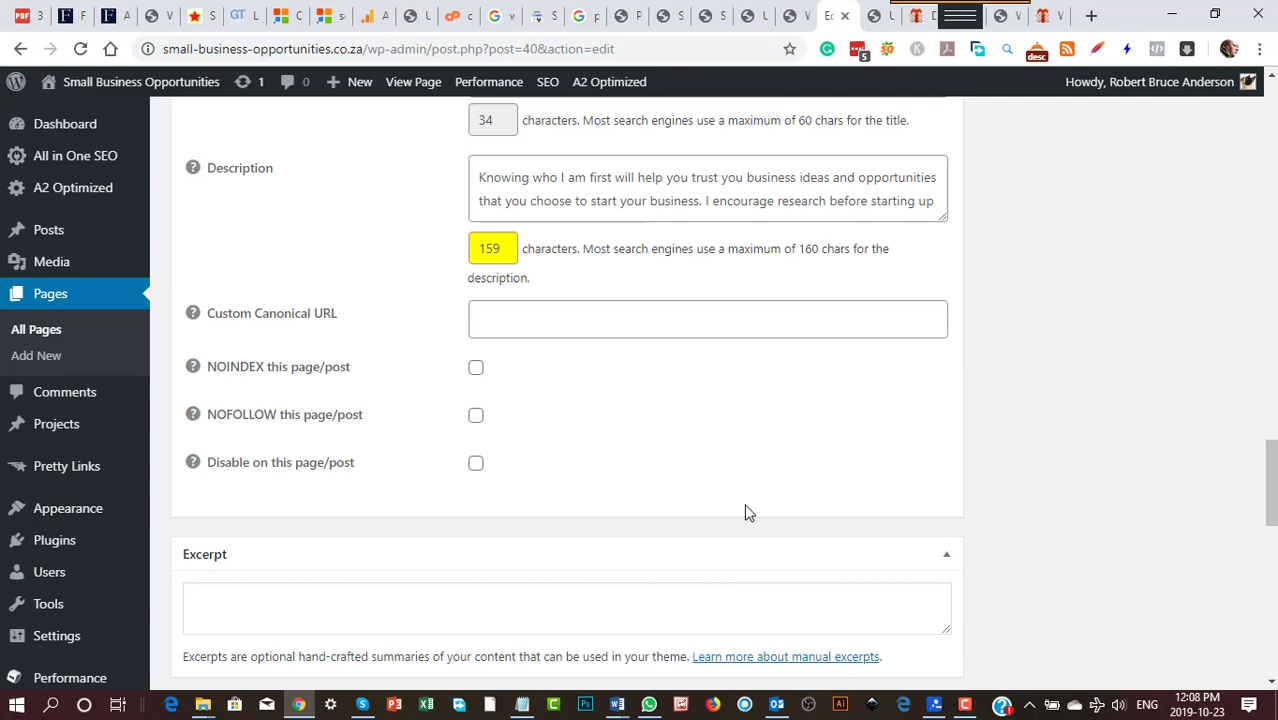 PDF
F
F
A
GT
L
C
s
A
L
c
w
S
p
P
S
S
L
V
Ec
L
D
V
V
small-business-opportunities.co.za/wp-admin/post.php?post=40&action=edit
5
desc
Small Business Opportunities 1 0 New View Page Performance SEO A2 Optimized Howdy, Robert Bruce Anderson
Dashboard
All in One SEO
A2 Optimized
Posts
Media
Pages
All Pages
Add New
Comments
Projects
Pretty Links
Appearance
Plugins
Users
Tools
Settings
Performance
34 characters. Most search engines use a maximum of 60 chars for the title.
Description
Knowing who I am first will help you trust you business ideas and opportunities
that you choose to start your business. I encourage research before starting up
159 characters. Most search engines use a maximum of 160 chars for the
description.
Custom Canonical URL
NOINDEX this page/post
NOFOLLOW this page/post
Disable on this page/post
Excerpt
Excerpts are optional hand-crafted summaries of your content that can be used in your theme. Learn more about manual excerpts.
12:08 PM
2019-10-23